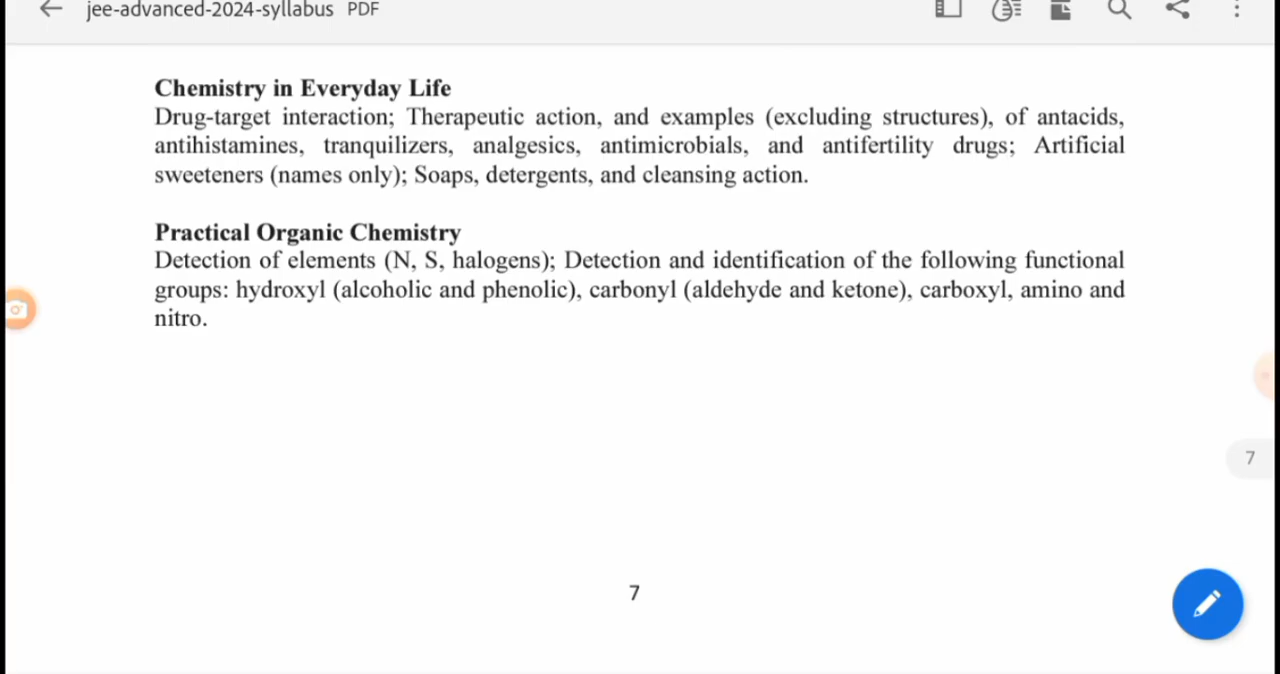 jee-advanced-2024-syllabus PDF
Chemistry in Everyday Life
Drug-target interaction; Therapeutic action, and examples (excluding structures), of antacids,
antihistamines, tranquilizers, analgesics, antimicrobials, and antifertility drugs; Artificial
sweeteners (names only); Soaps, detergents, and cleansing action.
Practical Organic Chemistry
Detection of elements (N, S, halogens); Detection and identification of the following functional
groups: hydroxyl (alcoholic and phenolic), carbonyl (aldehyde and ketone), carboxyl, amino and
nitro.
7
7